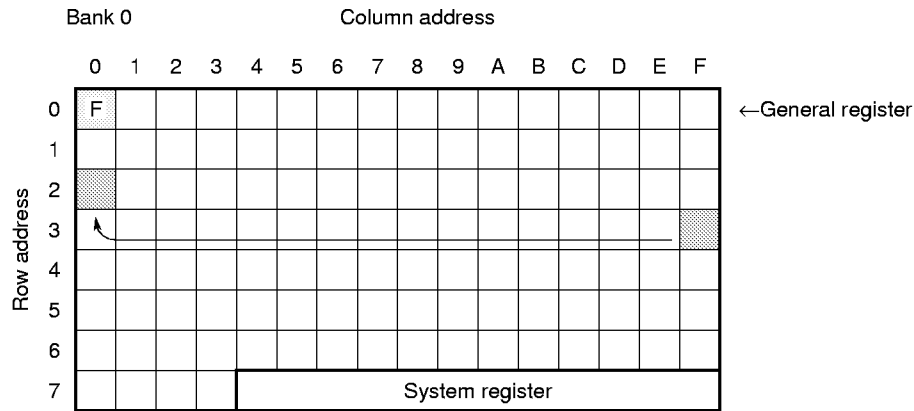 Bank 0 Column address
0 1 2 3 4 5 6 7 8 9 A B C D E F
0 F ←General register
1
2
3
4
5
6
7 System register
Row address